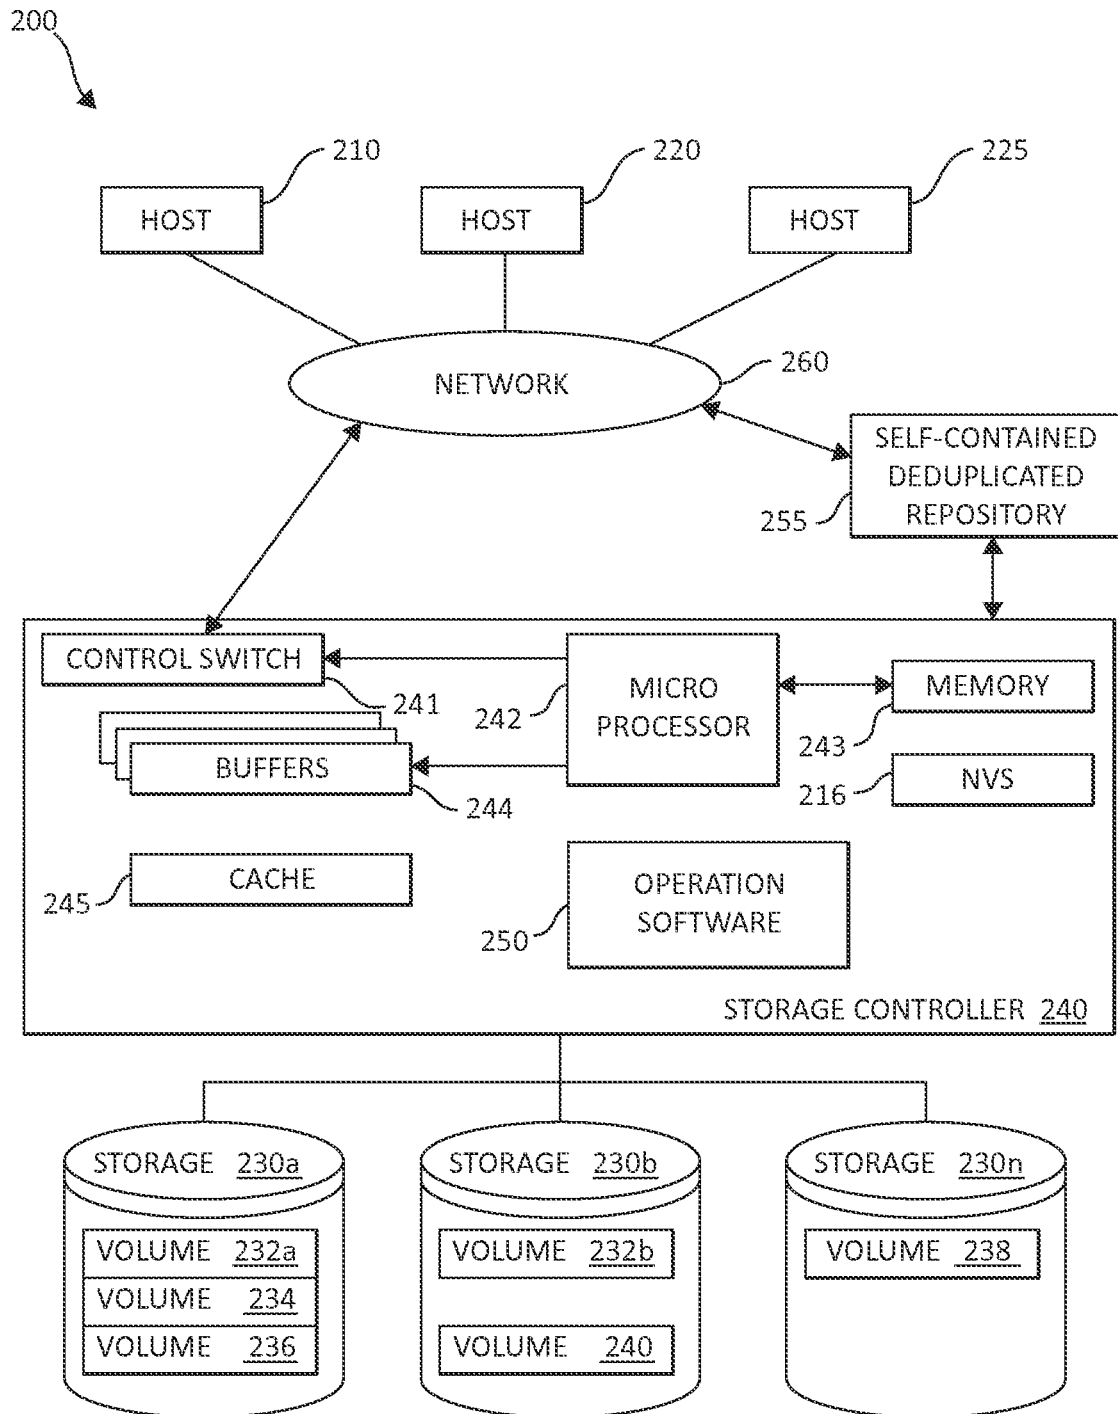 200
210
220
225
HOST
HOST
HOST
260
NETWORK
SELF-CONTAINED
DEDUPLICATED
REPOSITORY
255
CONTROL SWITCH
241
242
MICRO
PROCESSOR
MEMORY
243
BUFFERS
244
NVS
216
CACHE
245
OPERATION
SOFTWARE
250
STORAGE CONTROLLER 240
STORAGE 230a
STORAGE 230b
STORAGE 230n
VOLUME 232a
VOLUME 234
VOLUME 236
VOLUME 232b
VOLUME 240
VOLUME 238